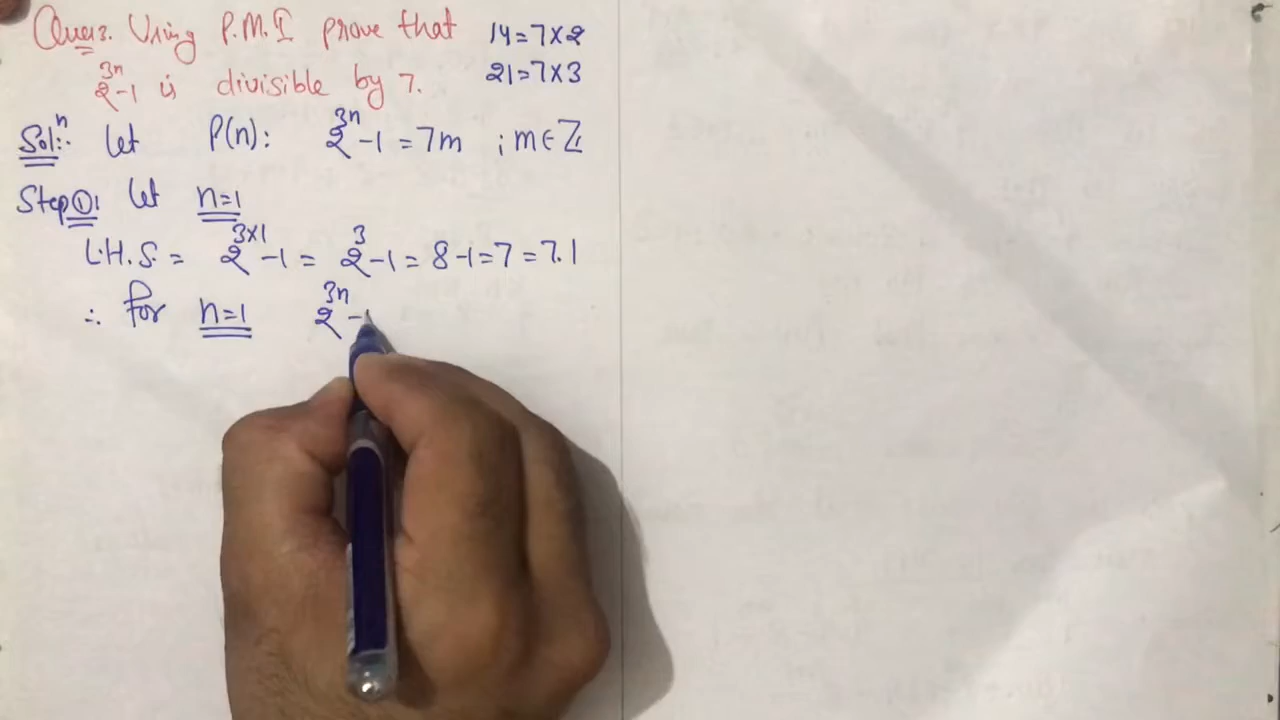 Ques. Using P.M.I prove that
2^3n-1 is divisible by 7.
14=7×2
21=7×3
Sol^n:. let P(n): 2^3n-1=7m ; m∈Z
Step①: let n=1
L.H.S. = 2^3×1-1 = 2^3-1=8-1=7=7.1
∴ for n=1 2^3n-